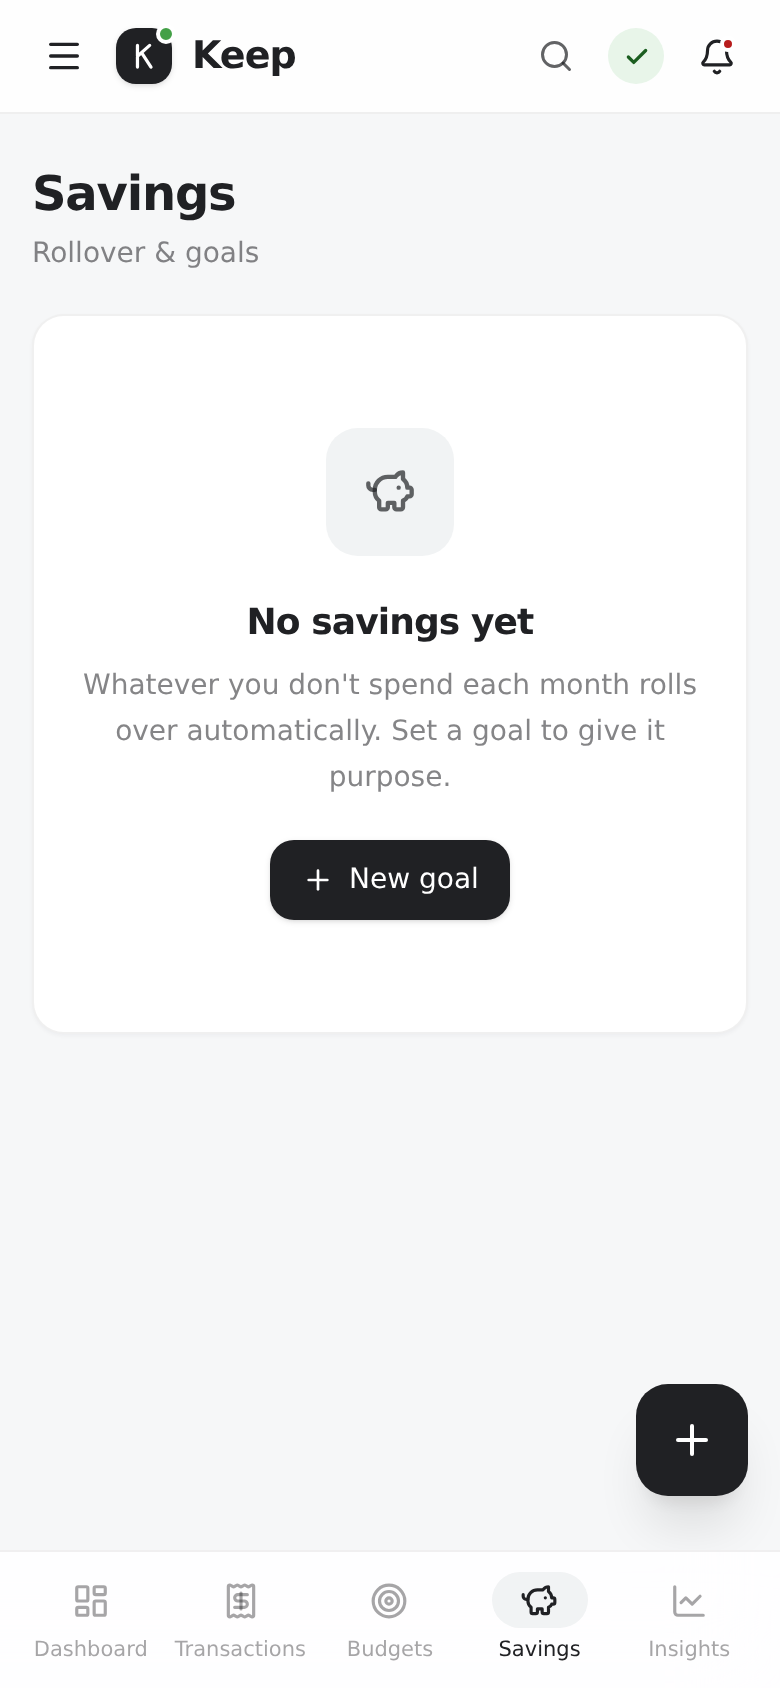 K
Keep
Savings
Rollover & goals
No savings yet
Whatever you don't spend each month rolls
over automatically. Set a goal to give it
purpose.
New goal
Dashboard
Transactions
Budgets
Savings
Insights